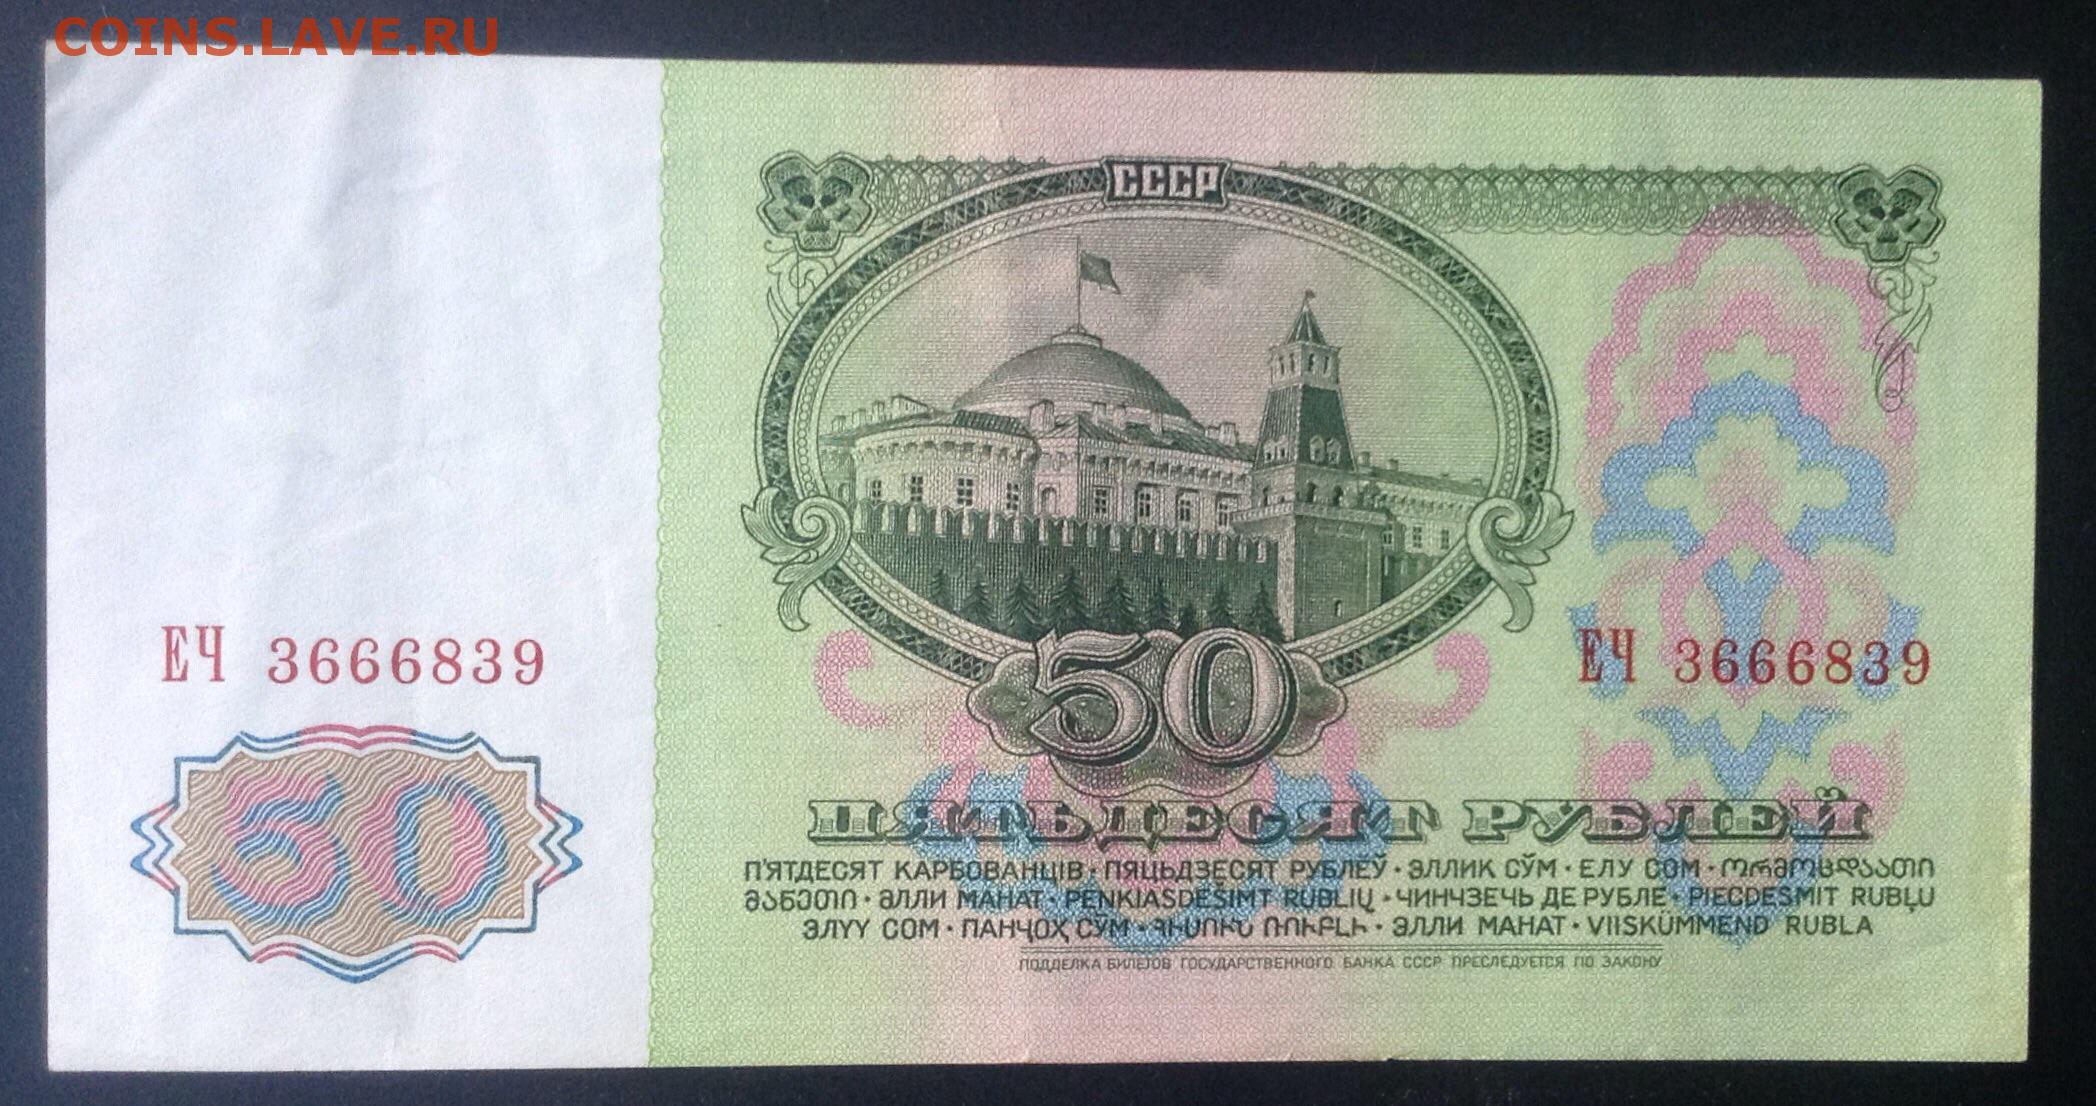 COINS.LAVE.RU
СССР
ЕЧ 3666839
ЕЧ 3666839
50
50
ПЯТЬДЕСЯТ РУБЛЕЙ
П'ЯТДЕСЯТ КАРБОВАНЦІВ · ПЯЦЬДЗЕСЯТ РУБЛЕЎ · ЭЛЛИК СЎМ · ЕЛУ СОМ · ორმოცდაათი
მანეთი · ӘЛЛИ МАНАТ · PENKIASDEŠIMT RUBLIŲ · ЧИНЧЗЕЧЬ ДЕ РУБЛЕ · PIECDESMIT RUBĻU
ЭЛУУ СОМ · ПАНҶОҲ СЎМ · ՀԻՍՈՒՆ ՌՈՒԲԼԻ · ЭЛЛИ МАНАТ · VIISKÜMMEND RUBLA
ПОДДЕЛКА БИЛЕТОВ ГОСУДАРСТВЕННОГО БАНКА СССР ПРЕСЛЕДУЕТСЯ ПО ЗАКОНУ